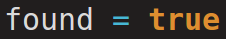 found = true